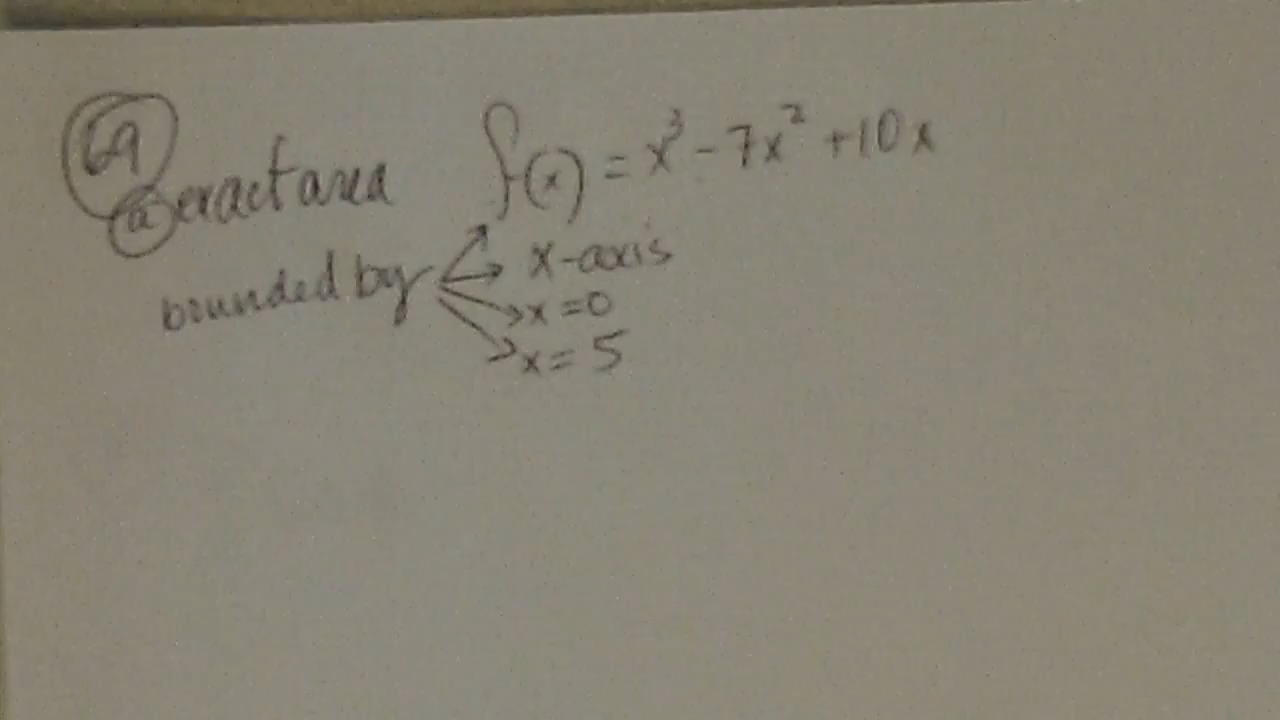 69
a exact area f(x) = x³ - 7x² + 10x
bounded by x-axis
x = 0
x = 5